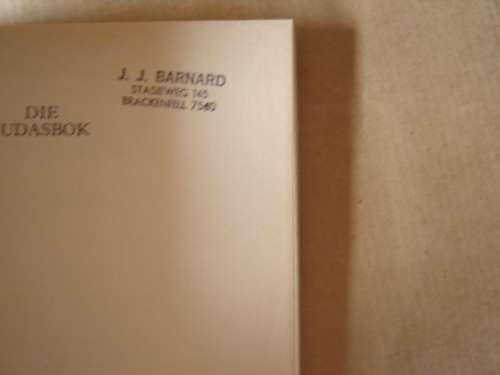 J. J. BARNARD
STASIEWEG 145
BRACKENFELL 7560
DIE
UDASBOK